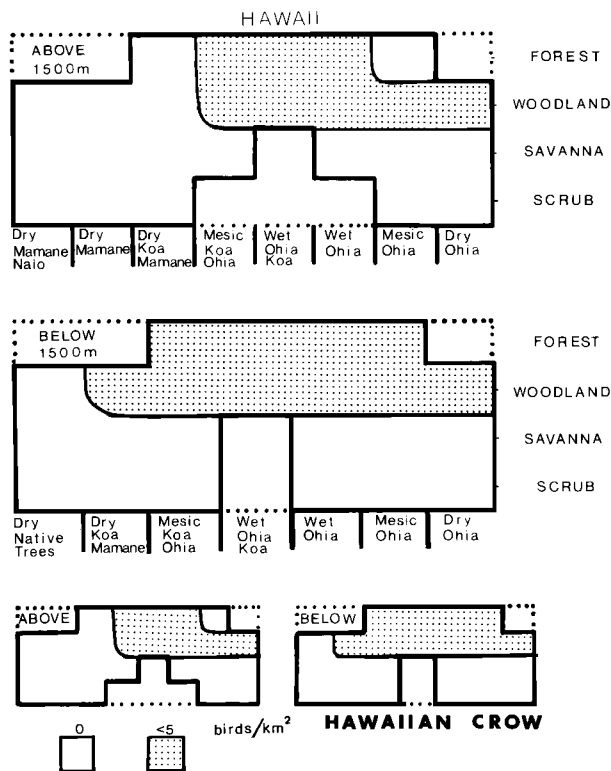 HAWAII
ABOVE
1500m
FOREST
WOODLAND
SAVANNA
SCRUB
Dry Mamane Naio
Dry Mamane
Dry Koa Mamane
Mesic Koa Ohia
Wet Ohia Koa
Wet Ohia
Mesic Ohia
Dry Ohia
BELOW
1500m
FOREST
WOODLAND
SAVANNA
SCRUB
Dry Native Trees
Dry Koa Mamane
Mesic Koa Ohia
Wet Ohia Koa
Wet Ohia
Mesic Ohia
Dry Ohia
ABOVE
BELOW
0 <5 birds/km²
HAWAIIAN CROW